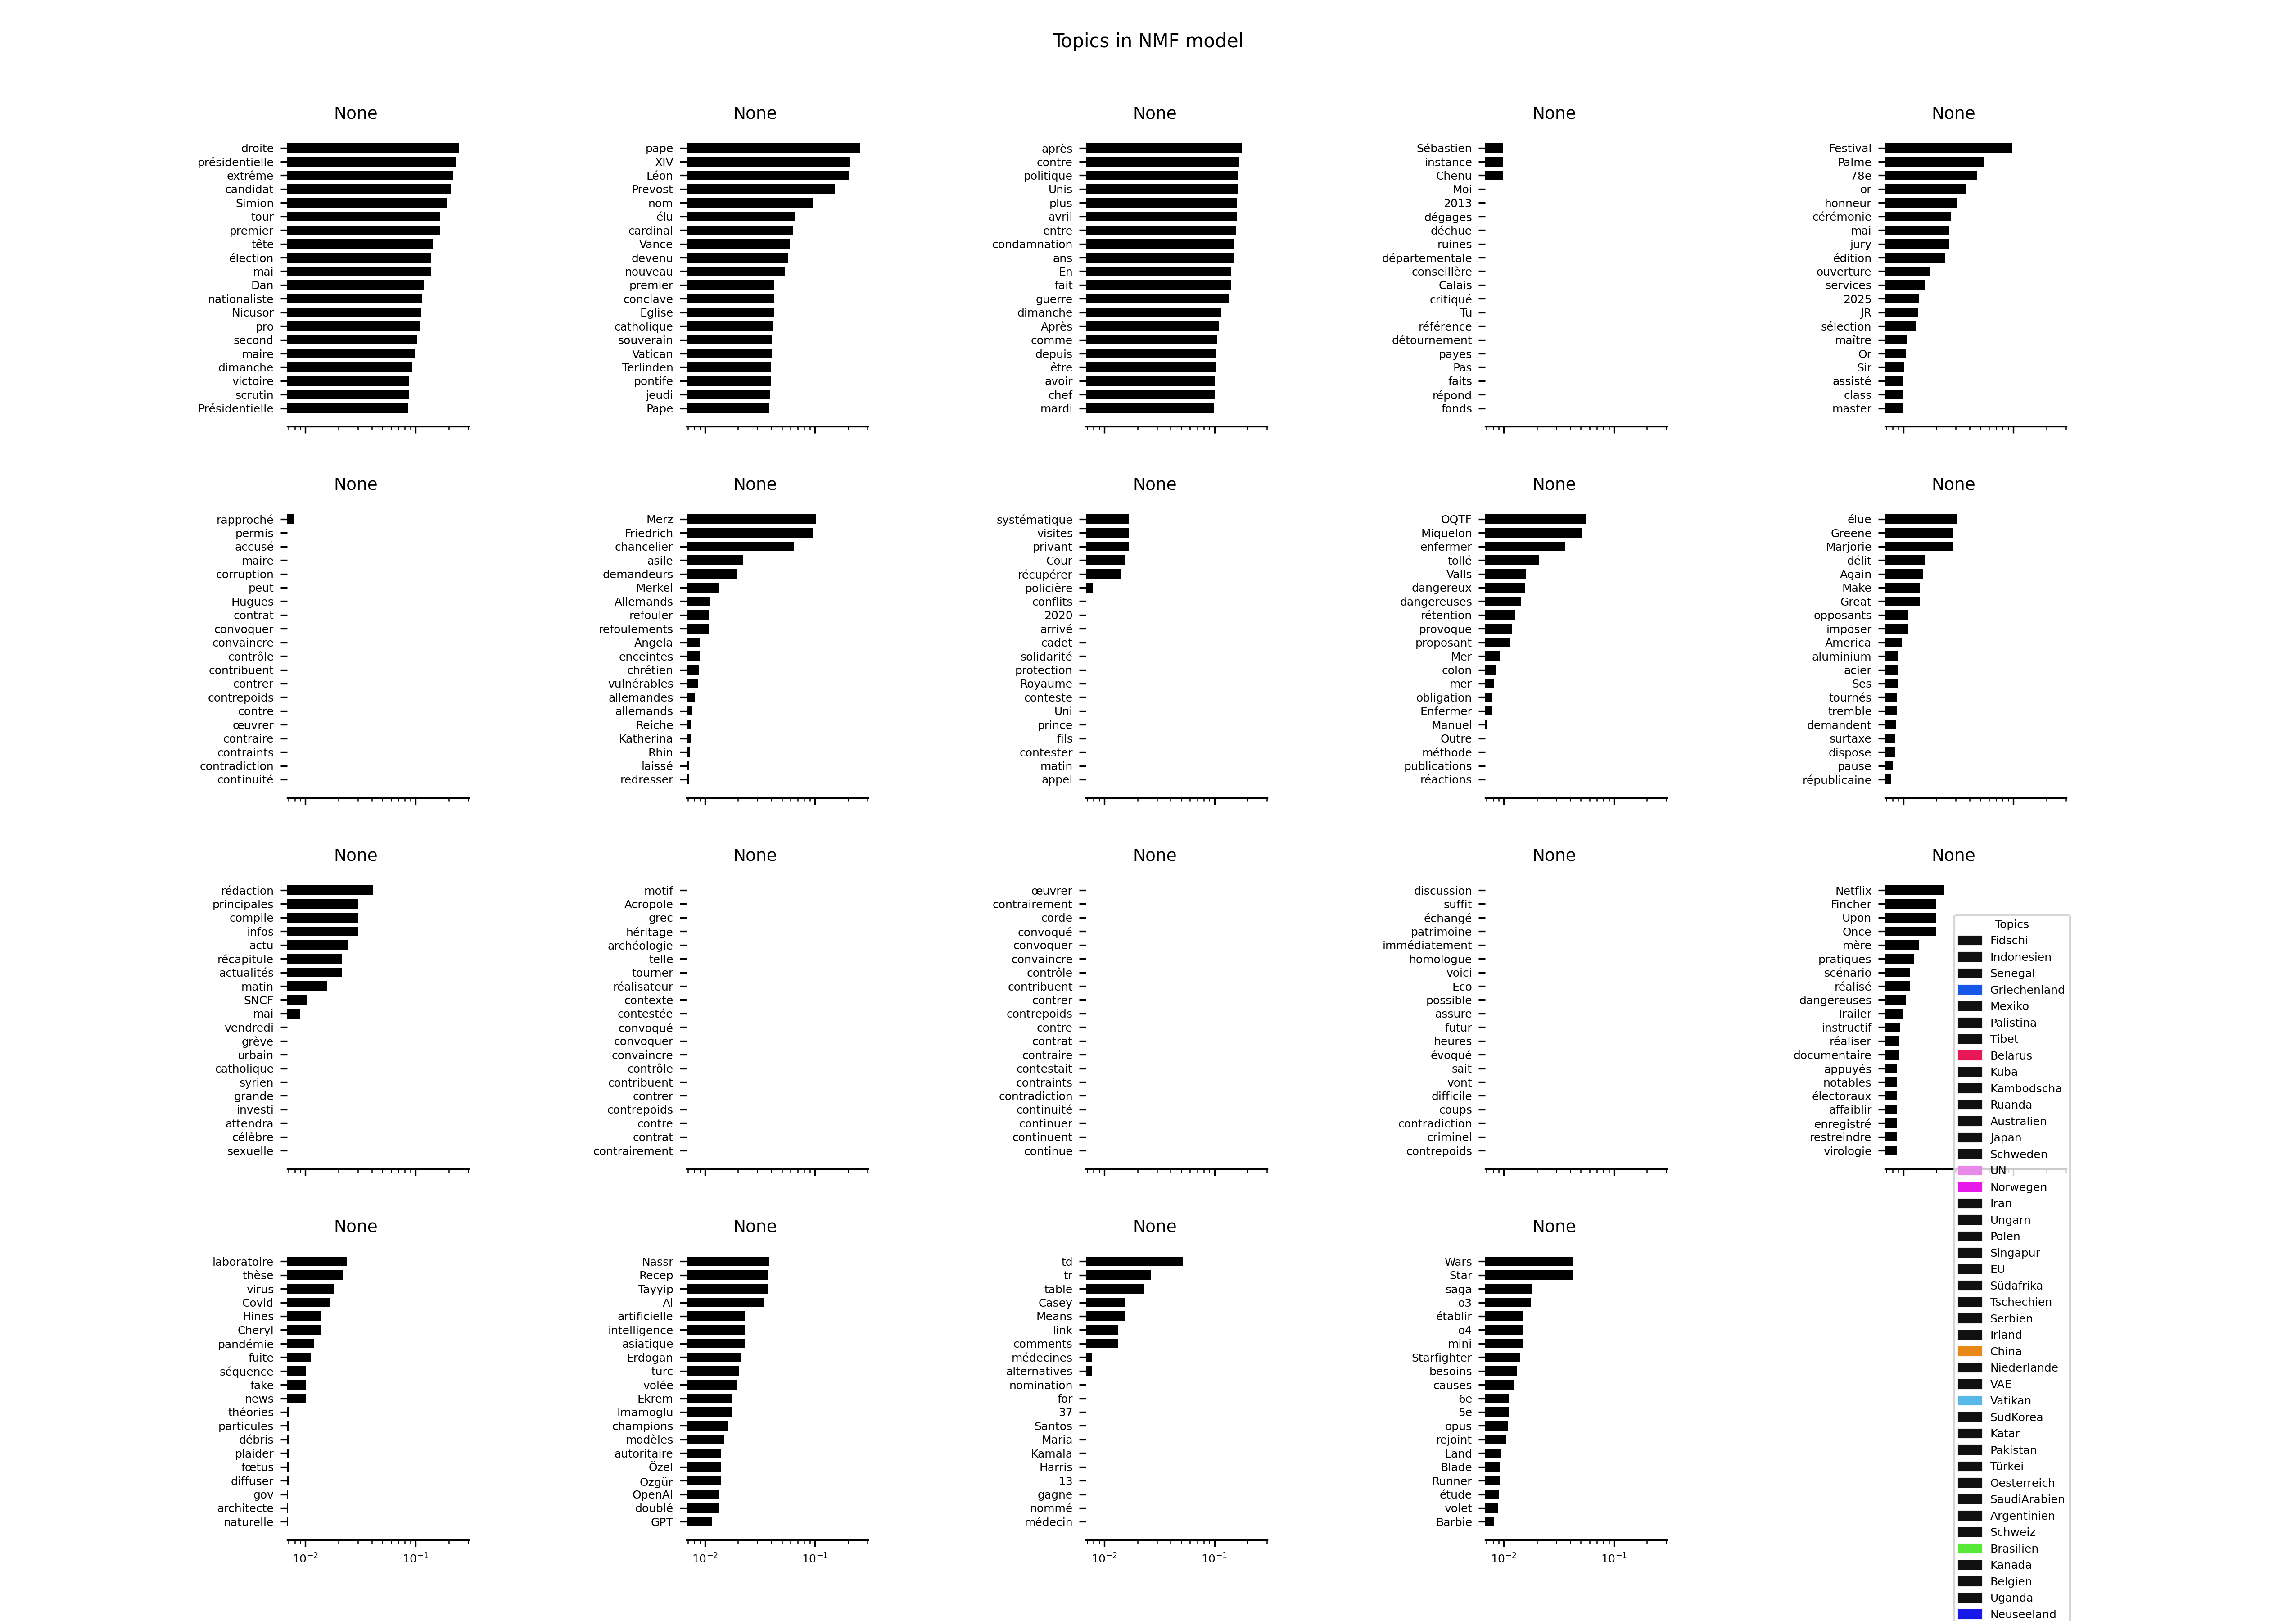 Topics in NMF model
None
droite
présidentielle
extrême
candidat
Simion
tour
premier
tête
élection
mai
Dan
nationaliste
Nicusor
pro
second
maire
dimanche
victoire
scrutin
Présidentielle
None
pape
XIV
Léon
Prevost
nom
élu
cardinal
Vance
devenu
nouveau
premier
conclave
Eglise
catholique
souverain
Vatican
Terlinden
pontife
jeudi
Pape
None
après
contre
politique
Unis
plus
avril
entre
condamnation
ans
En
fait
guerre
dimanche
Après
comme
depuis
être
avoir
chef
mardi
None
Sébastien
instance
Chenu
Moi
2013
dégages
déchue
ruines
départementale
conseillère
Calais
critiqué
Tu
référence
détournement
payes
Pas
faits
répond
fonds
None
Festival
Palme
78e
or
honneur
cérémonie
mai
jury
édition
ouverture
services
2025
JR
sélection
maître
Or
Sir
assisté
class
master
None
rapproché
permis
accusé
maire
corruption
peut
Hugues
contrat
convoquer
convaincre
contrôle
contribuent
contrer
contrepoids
contre
œuvrer
contraire
contraints
contradiction
continuité
None
Merz
Friedrich
chancelier
asile
demandeurs
Merkel
Allemands
refouler
refoulements
Angela
enceintes
chrétien
vulnérables
allemandes
allemands
Reiche
Katherina
Rhin
laissé
redresser
None
systématique
visites
privant
Cour
récupérer
policière
conflits
2020
arrivé
cadet
solidarité
protection
Royaume
conteste
Uni
prince
fils
contester
matin
appel
None
OQTF
Miquelon
enfermer
tollé
Valls
dangereux
dangereuses
rétention
provoque
proposant
Mer
colon
mer
obligation
Enfermer
Manuel
Outre
méthode
publications
réactions
None
élue
Greene
Marjorie
délit
Again
Make
Great
opposants
imposer
America
aluminium
acier
Ses
tournés
tremble
demandent
surtaxe
dispose
pause
républicaine
None
rédaction
principales
compile
infos
actu
récapitule
actualités
matin
SNCF
mai
vendredi
grève
urbain
catholique
syrien
grande
investi
attendra
célèbre
sexuelle
None
motif
Acropole
grec
héritage
archéologie
telle
tourner
réalisateur
contexte
contestée
convoqué
convoquer
convaincre
contrôle
contribuent
contrer
contrepoids
contre
contrat
contrairement
None
œuvrer
contrairement
corde
convoqué
convoquer
convaincre
contrôle
contribuent
contrer
contrepoids
contre
contrat
contraire
contestait
contraints
contradiction
continuité
continuer
continuent
continue
None
discussion
suffit
échangé
patrimoine
immédiatement
homologue
voici
Eco
possible
assure
futur
heures
évoqué
sait
vont
difficile
coups
contradiction
criminel
contrepoids
None
Netflix
Fincher
Upon
Once
mère
pratiques
scénario
réalisé
dangereuses
Trailer
instructif
réaliser
documentaire
appuyés
notables
électoraux
affaiblir
enregistré
restreindre
virologie
None
laboratoire
thèse
virus
Covid
Hines
Cheryl
pandémie
fuite
séquence
fake
news
théories
particules
débris
plaider
fœtus
diffuser
gov
architecte
naturelle
10⁻² 10⁻¹
None
Nassr
Recep
Tayyip
Al
artificielle
intelligence
asiatique
Erdogan
turc
volée
Ekrem
Imamoglu
champions
modèles
autoritaire
Özel
Özgür
OpenAI
doublé
GPT
10⁻² 10⁻¹
None
td
tr
table
Casey
Means
link
comments
médecines
alternatives
nomination
for
37
Santos
Maria
Kamala
Harris
13
gagne
nommé
médecin
10⁻² 10⁻¹
None
Wars
Star
saga
o3
établir
o4
mini
Starfighter
besoins
causes
6e
5e
opus
rejoint
Land
Blade
Runner
étude
volet
Barbie
10⁻² 10⁻¹
Topics
Fidschi
Indonesien
Senegal
Griechenland
Mexiko
Palistina
Tibet
Belarus
Kuba
Kambodscha
Ruanda
Australien
Japan
Schweden
UN
Norwegen
Iran
Ungarn
Polen
Singapur
EU
Südafrika
Tschechien
Serbien
Irland
China
Niederlande
VAE
Vatikan
SüdKorea
Katar
Pakistan
Türkei
Oesterreich
SaudiArabien
Argentinien
Schweiz
Brasilien
Kanada
Belgien
Uganda
Neuseeland